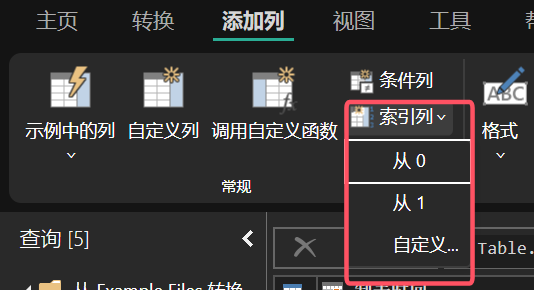 主页 转换 添加列 视图 工具
示例中的列 自定义列 调用自定义函数
条件列
索引列
格式
ABC
fx
常规
从 0
从 1
自定义...
查询 [5]
Table.
从 Example Files 转换